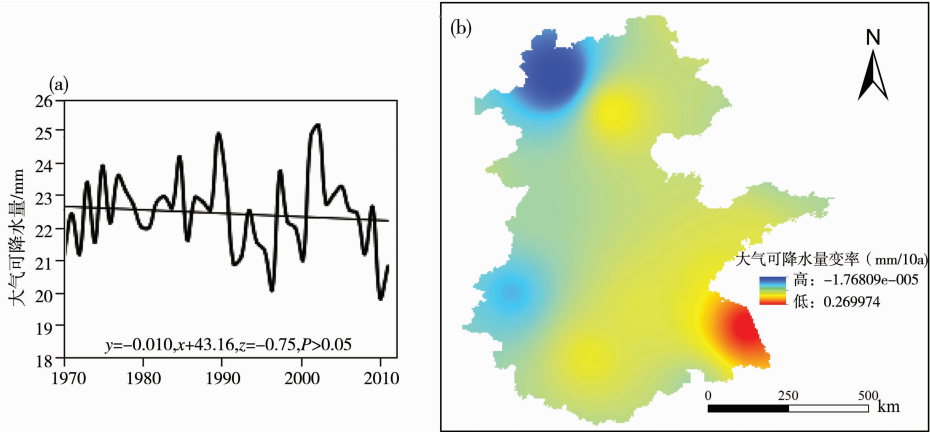 (a)
26
25
24
23
22
21
20
19
18
大气可降水量/mm
y=-0.010,x+43.16,z=-0.75,P>0.05
1970 1980 1990 2000 2010
(b)
N
大气可降水量变率（mm/10a）
高：-1.76809e-005
低：0.269974
0 250 500
km